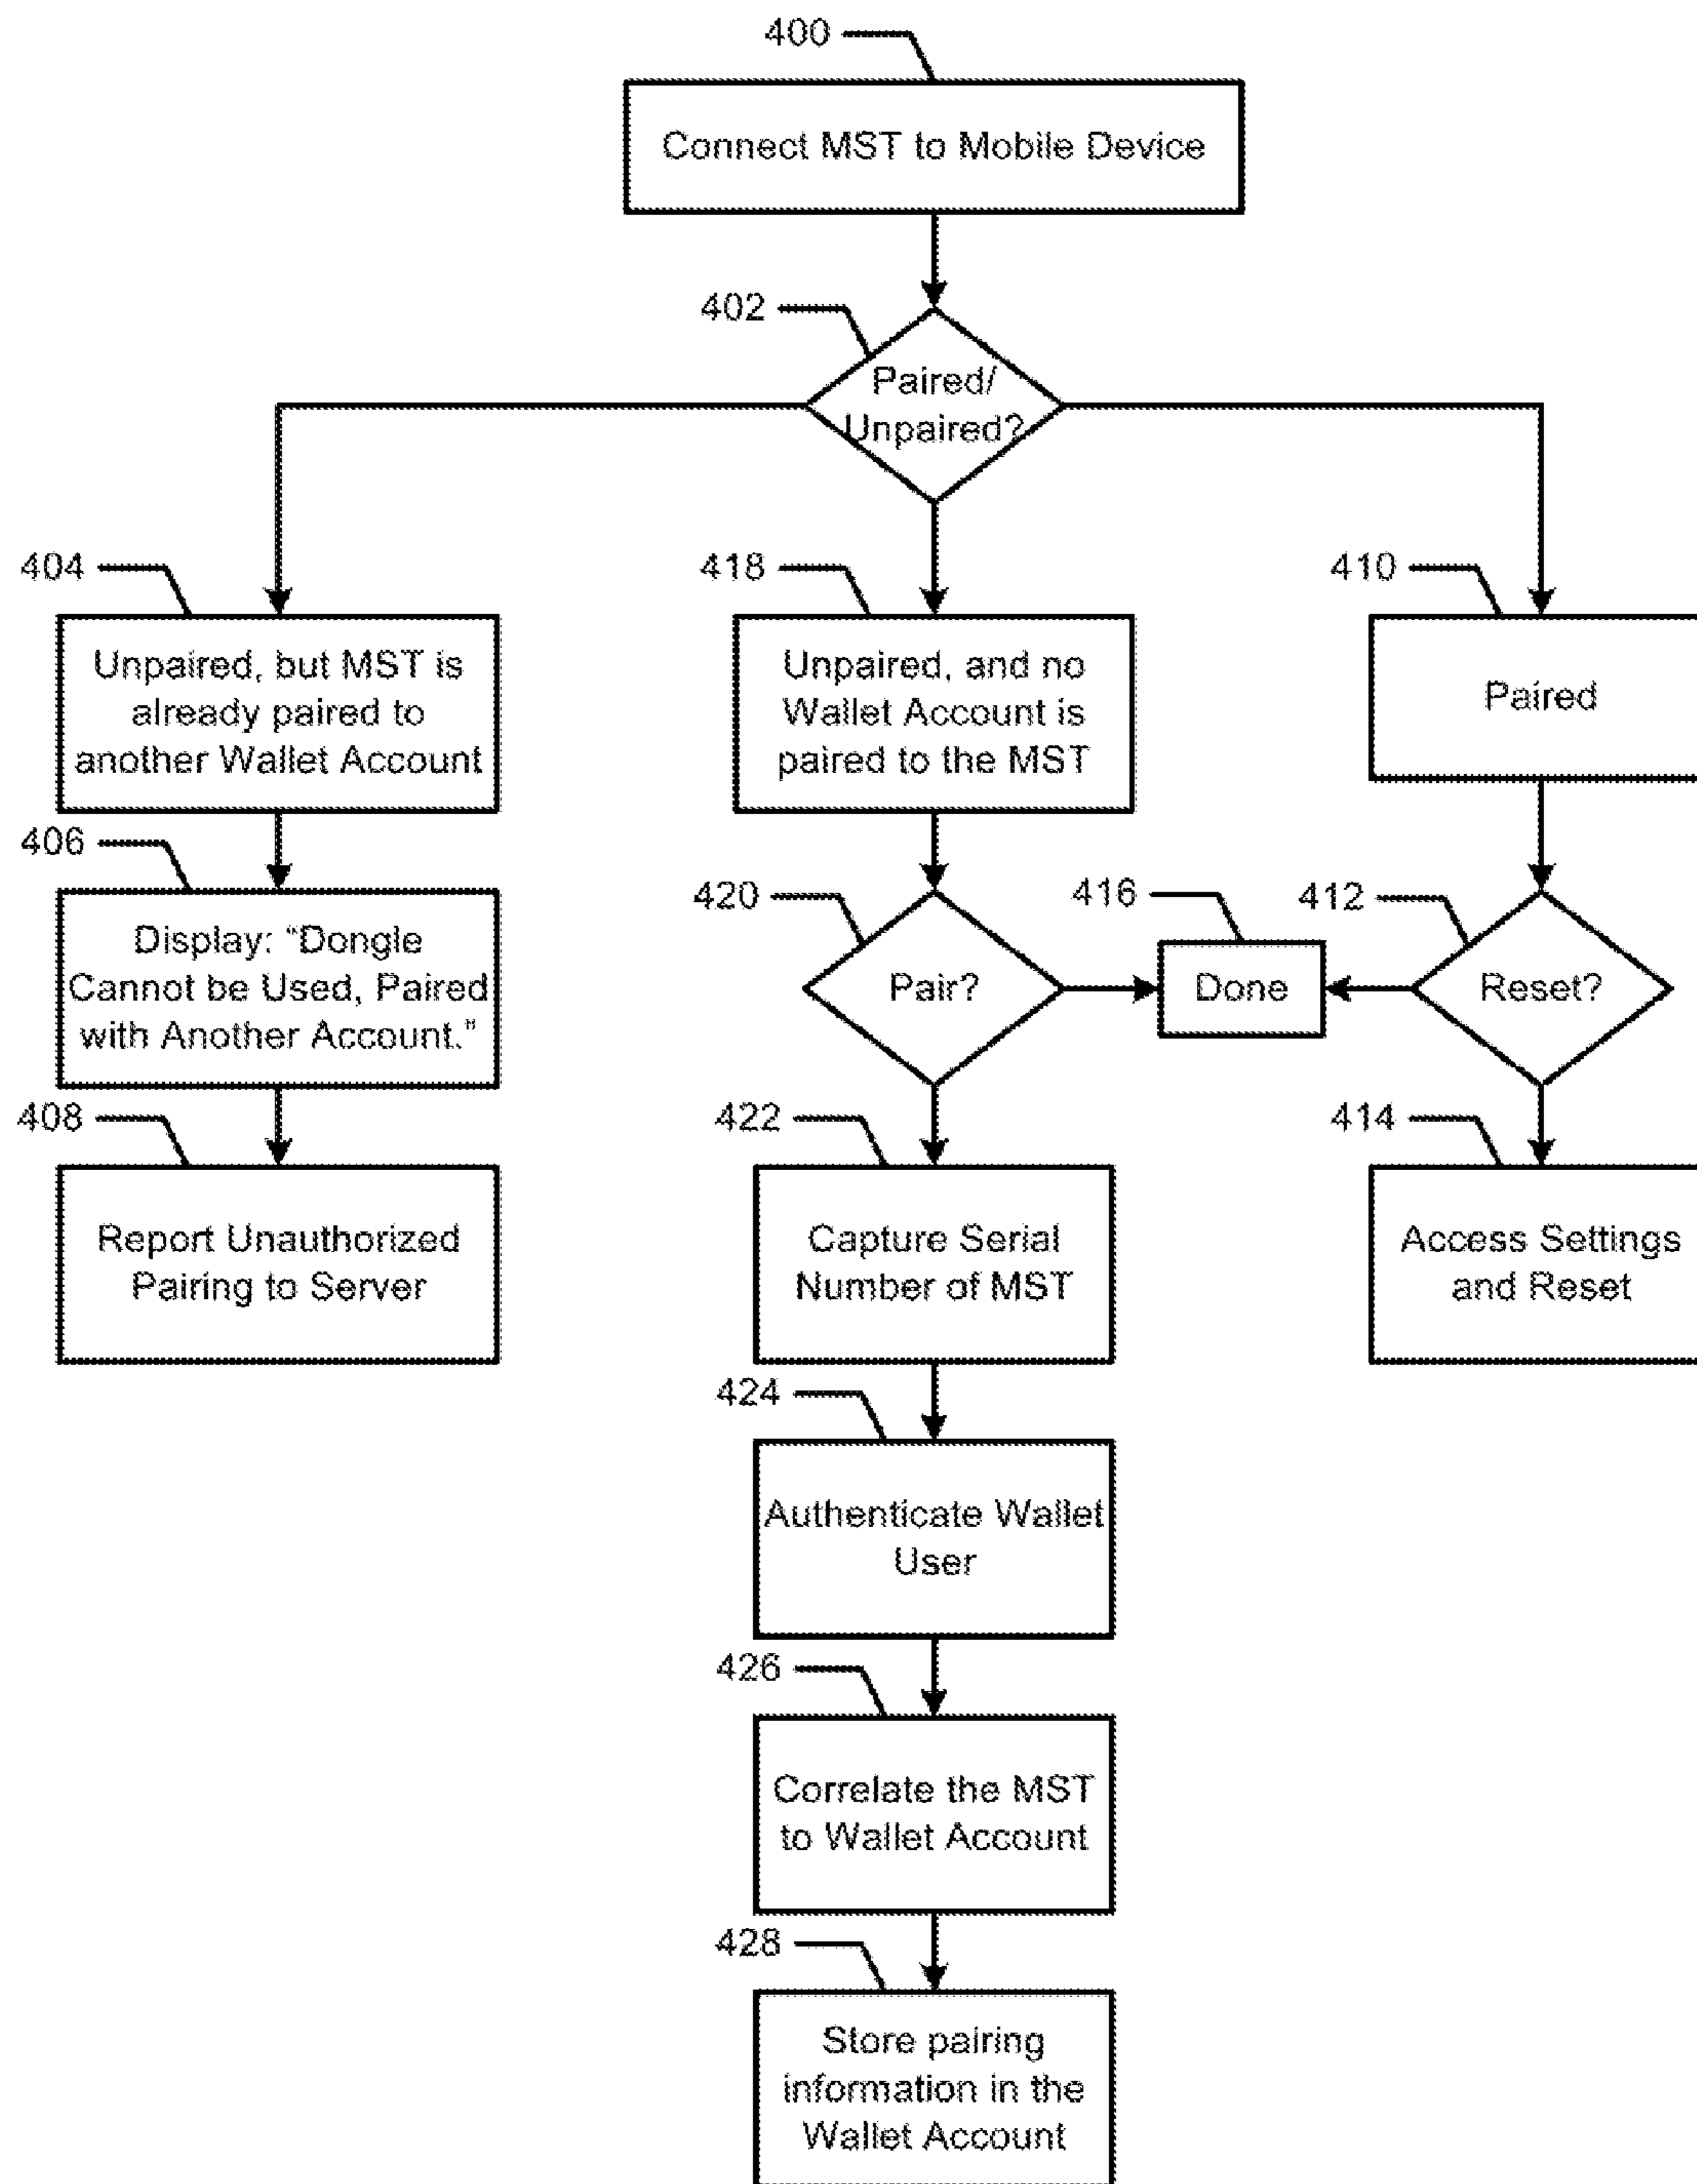 400
Connect MST to Mobile Device
402
Paired/
Unpaired?
404
Unpaired, but MST is
already paired to
another Wallet Account
406
Display: “Dongle
Cannot be Used, Paired
with Another Account.”
408
Report Unauthorized
Pairing to Server
418
Unpaired, and no
Wallet Account is
paired to the MST
420
Pair?
416
Done
422
Capture Serial
Number of MST
424
Authenticate Wallet
User
426
Correlate the MST
to Wallet Account
428
Store pairing
information in the
Wallet Account
410
Paired
412
Reset?
414
Access Settings
and Reset